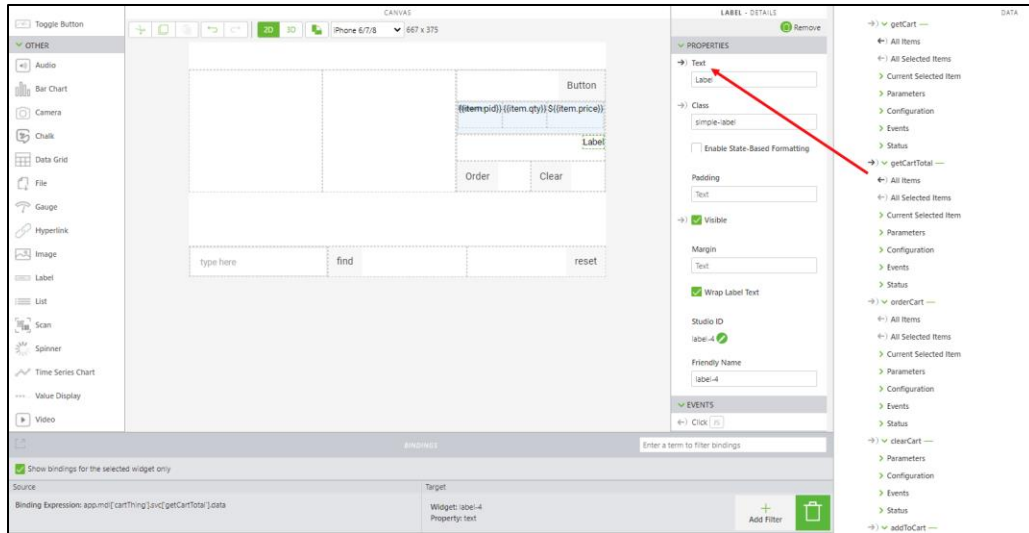 CANVAS
LABEL - DETAILS
DATA
Toggle Button
2D
3D
iPhone 6/7/8
667 x 375
Remove
OTHER
Audio
Bar Chart
Camera
Chalk
Data Grid
File
Gauge
Hyperlink
Image
Label
List
Scan
Spinner
Time Series Chart
Value Display
Video
Button
{{item.pid}} {{item.qty}} ${{item.price}}
Label
Order
Clear
type here
find
reset
PROPERTIES
Text
Label
Class
simple-label
Enable State-Based Formatting
Padding
Text
Visible
Margin
Text
Wrap Label Text
Studio ID
label-4
Friendly Name
label-4
EVENTS
Click
JS
getCart
All Items
All Selected Items
Current Selected Item
Parameters
Configuration
Events
Status
getCartTotal
All Items
All Selected Items
Current Selected Item
Parameters
Configuration
Events
Status
orderCart
All Items
All Selected Items
Current Selected Item
Parameters
Configuration
Events
Status
clearCart
Parameters
Configuration
Events
Status
addToCart
BINDINGS
Enter a term to filter bindings
Show bindings for the selected widget only
Source
Target
Binding Expression: app.mdl['cartThing'].svc['getCartTotal'].data
Widget: label-4
Property: text
Add Filter